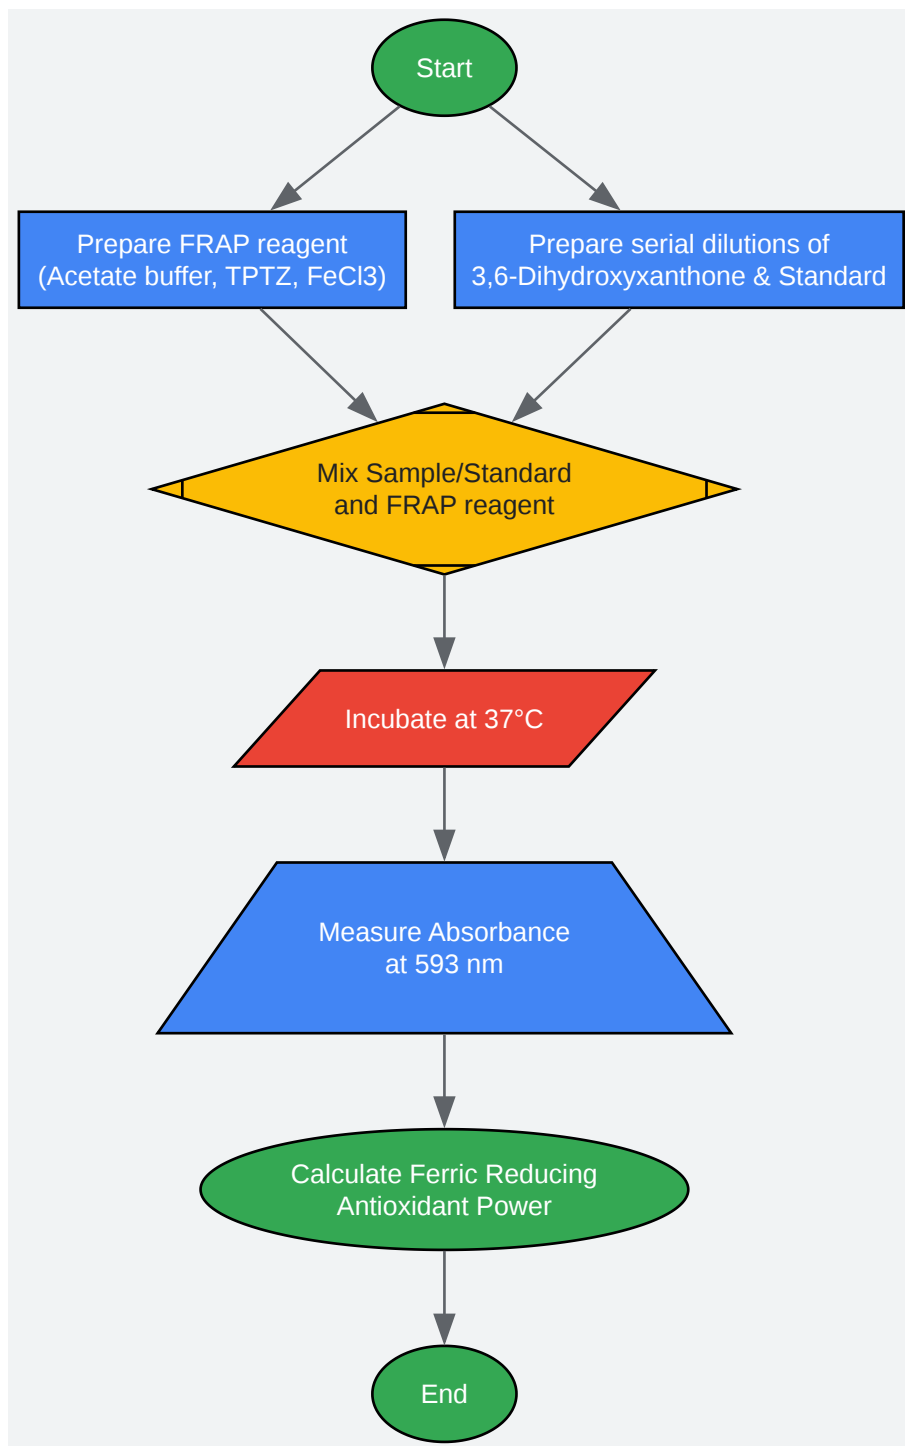 Start
Prepare FRAP reagent
(Acetate buffer, TPTZ, FeCl3)
Prepare serial dilutions of
3,6-Dihydroxyxanthone & Standard
Mix Sample/Standard
and FRAP reagent
Incubate at 37°C
Measure Absorbance
at 593 nm
Calculate Ferric Reducing
Antioxidant Power
End